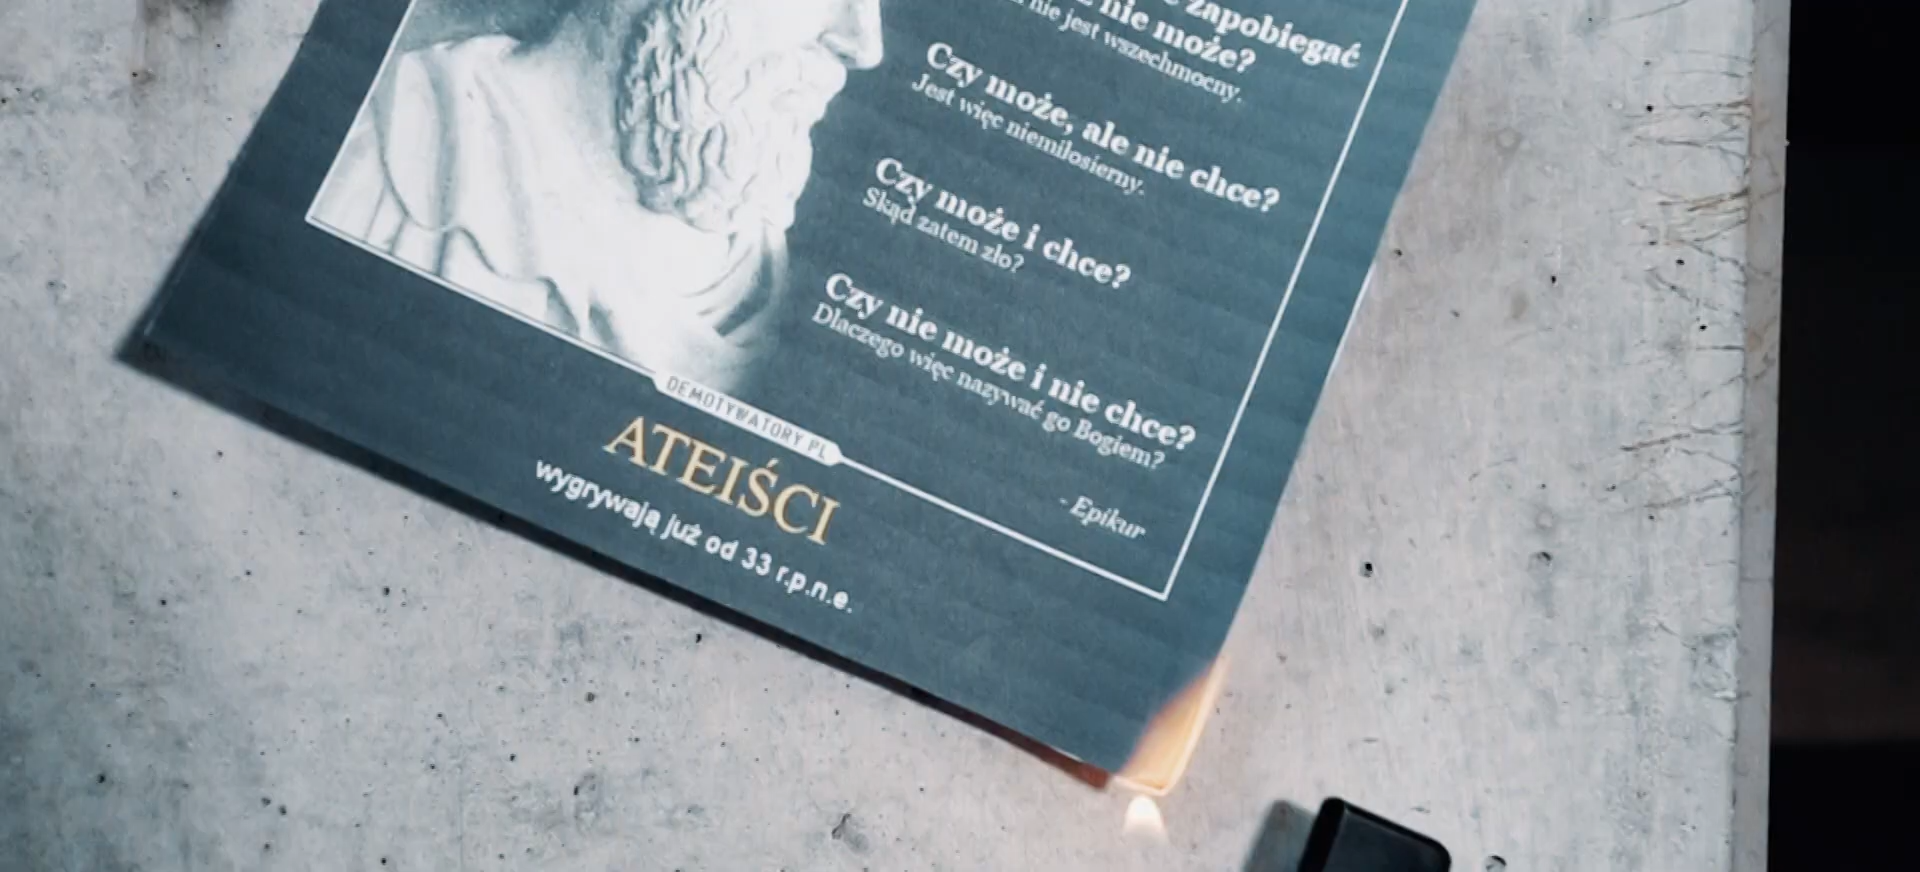 zapobiegać
nie może?
nie jest wszechmocny.
Czy może, ale nie chce?
Jest więc niemiłosierny.
Czy może i chce?
Skąd zatem zło?
Czy nie może i nie chce?
Dlaczego więc nazywać go Bogiem?
- Epikur
DEMOTYWATORY.PL
ATEIŚCI
wygrywają już od 33 r.p.n.e.